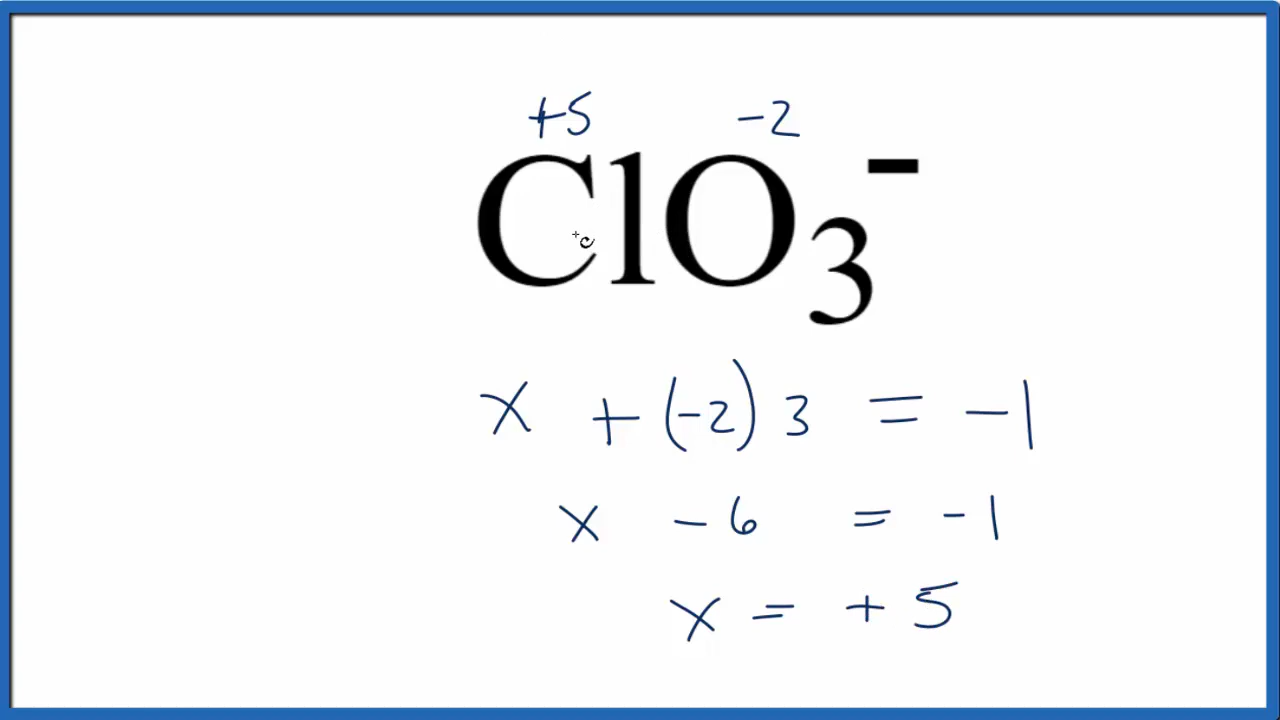 +5 -2
ClO₃⁻
x + (-2) 3 = -1
x - 6 = -1
x = + 5